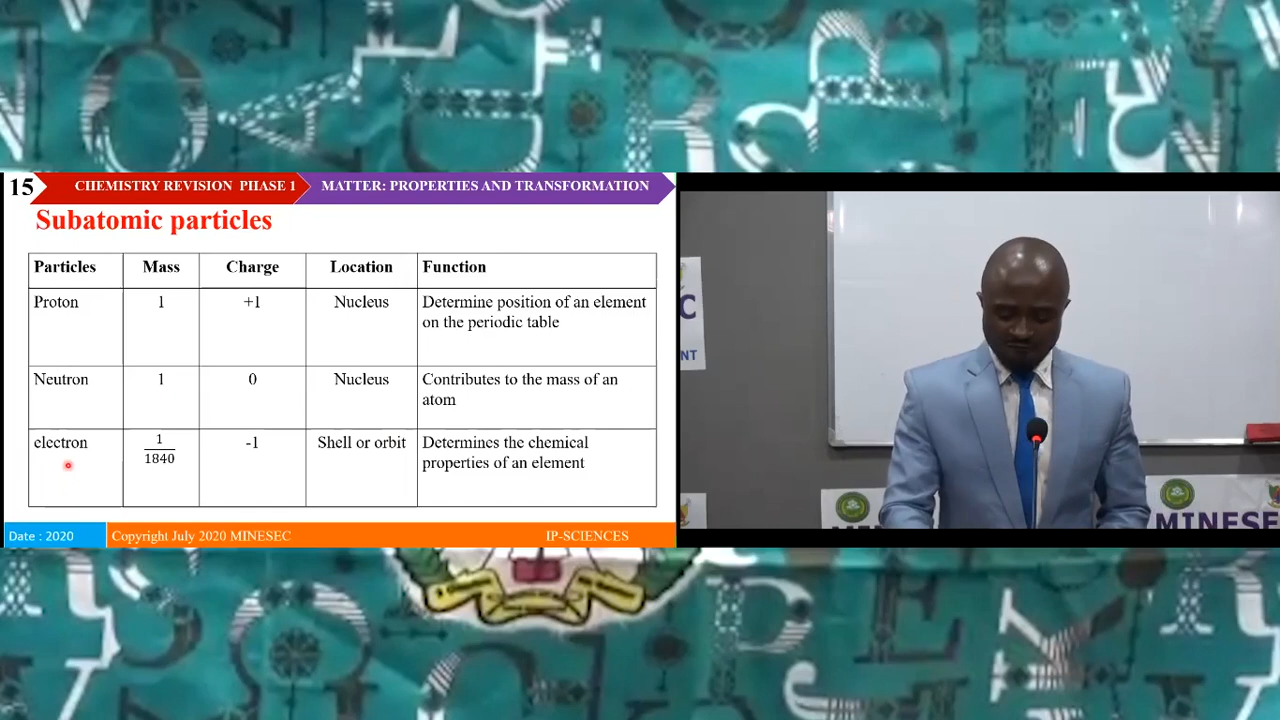 15
CHEMISTRY REVISION PHASE 1
MATTER: PROPERTIES AND TRANSFORMATION
Subatomic particles
Particles Mass Charge Location Function
Proton 1 +1 Nucleus Determine position of an element
on the periodic table
Neutron 1 0 Nucleus Contributes to the mass of an
atom
electron 1/1840 -1 Shell or orbit Determines the chemical
properties of an element
Date : 2020
Copyright July 2020 MINESEC
IP-SCIENCES
C
NT
MINESE